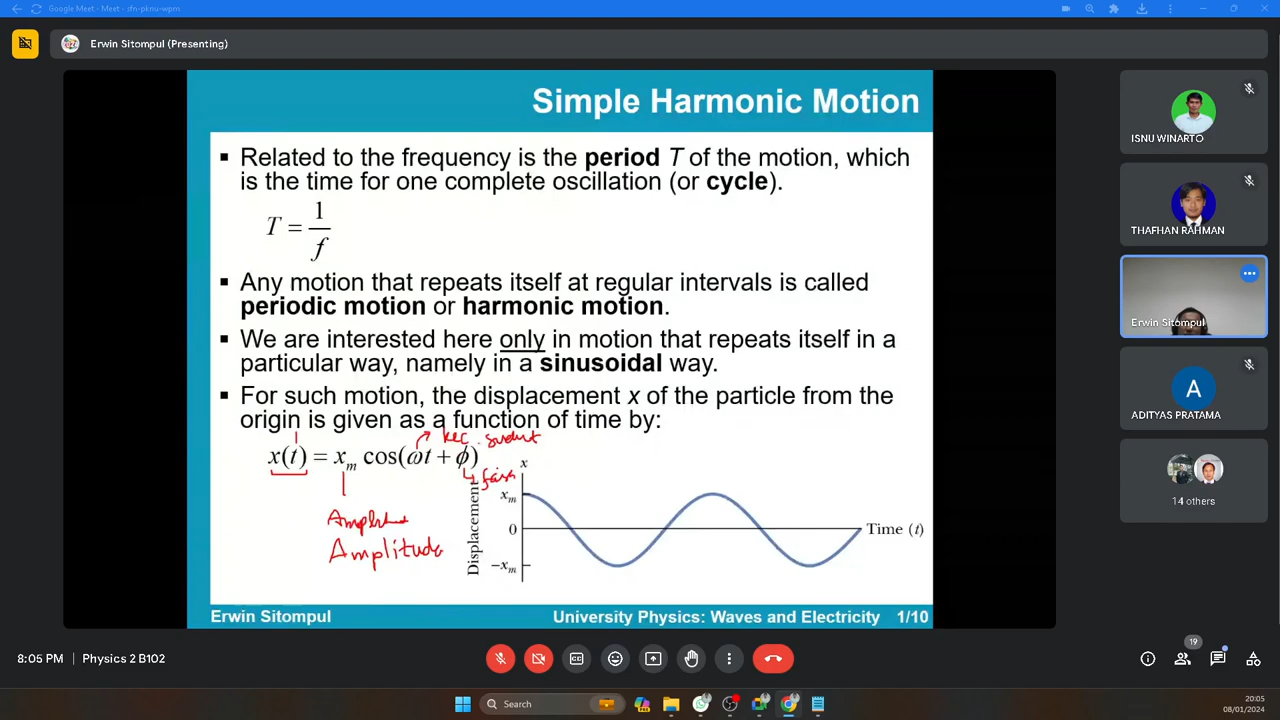 Google Meet - Meet - sfn-pknu-wpm
Erwin Sitompul (Presenting)
Simple Harmonic Motion
▪ Related to the frequency is the period T of the motion, which
is the time for one complete oscillation (or cycle).
T = 1/f
▪ Any motion that repeats itself at regular intervals is called
periodic motion or harmonic motion.
▪ We are interested here only in motion that repeats itself in a
particular way, namely in a sinusoidal way.
▪ For such motion, the displacement x of the particle from the
origin is given as a function of time by:
kec. sudut
x(t) = xm cos(ωt + ϕ)
fasa
Amplitudo
x
xm
0
−xm
Displacement
Time (t)
Erwin Sitompul
University Physics: Waves and Electricity
1/10
ISNU WINARTO
THAFHAN RAHMAN
Erwin Sitompul
A
ADITYAS PRATAMA
14 others
8:05 PM
Physics 2 B102
CC
19
Search
20:05
08/01/2024